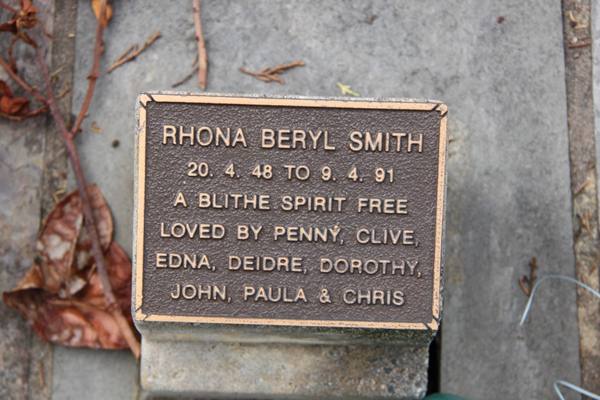 RHONA BERYL SMITH
20. 4. 48 TO 9. 4. 91
A BLITHE SPIRIT FREE
LOVED BY PENNY, CLIVE,
EDNA, DEIDRE, DOROTHY,
JOHN, PAULA & CHRIS